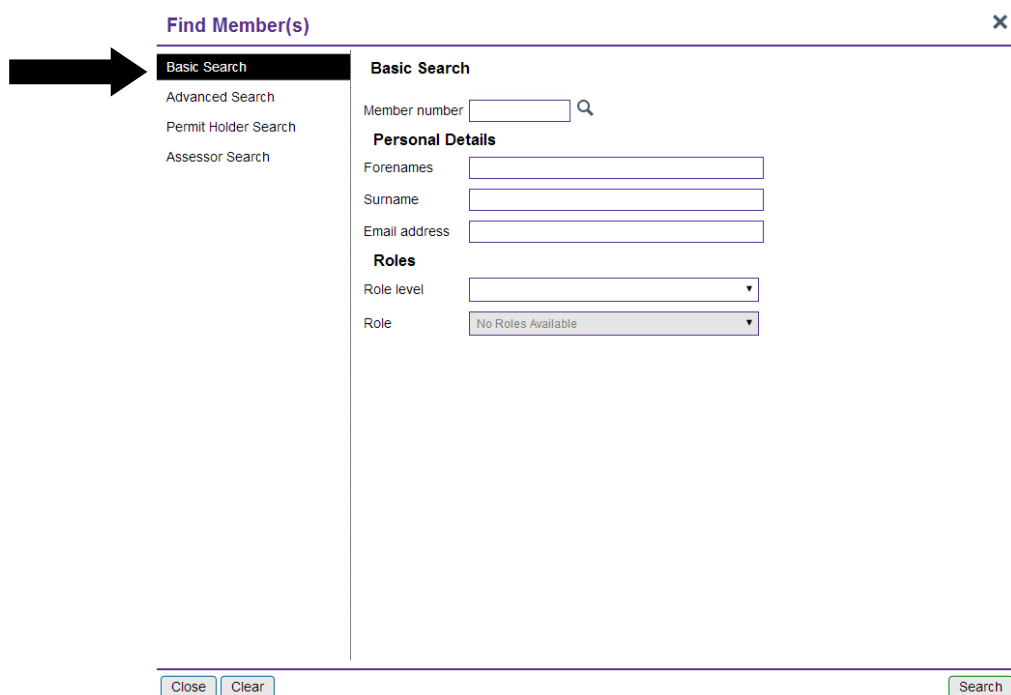 Find Member(s)
Basic Search
Advanced Search
Permit Holder Search
Assessor Search
Basic Search
Member number
Personal Details
Forenames
Surname
Email address
Roles
Role level
Role No Roles Available
Close Clear Search